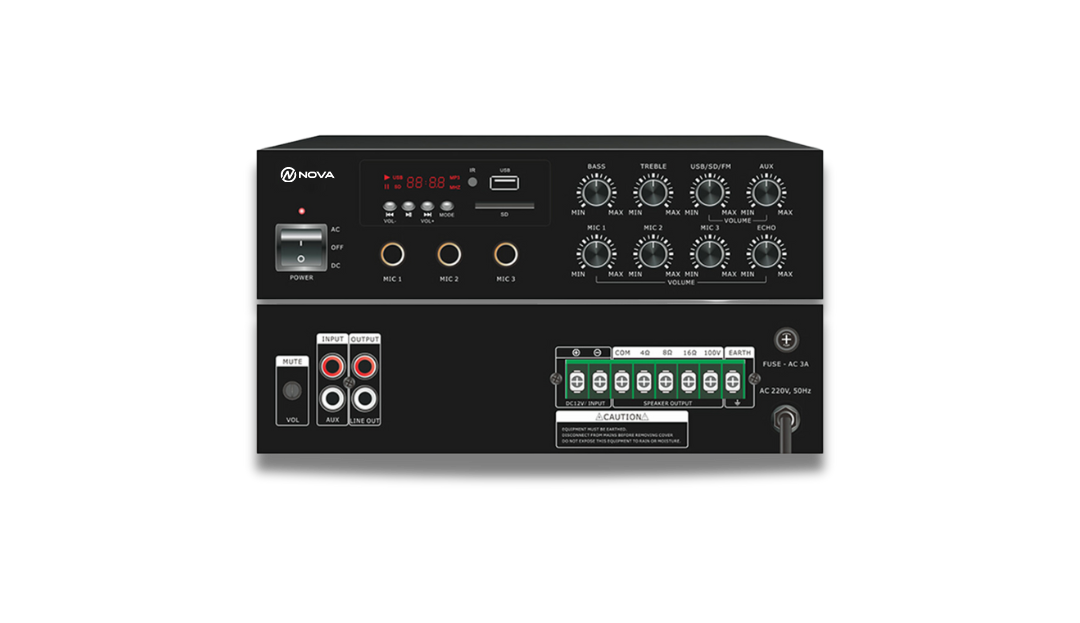 NOVA
AC
OFF
DC
POWER
USB
SD
88:88
MP3
MHZ
IR
USB
SD
VOL-
VOL+
MODE
MIC 1
MIC 2
MIC 3
BASS
TREBLE
USB/SD/FM
AUX
MIN MAX MIN MAX MIN MAX MIN MAX
VOLUME
MIC 1
MIC 2
MIC 3
ECHO
MIN MAX MIN MAX MIN MAX MIN MAX
VOLUME
MUTE
VOL
INPUT
OUTPUT
AUX
LINE OUT
COM 4Ω 8Ω 16Ω 100V EARTH
DC12V/ INPUT
SPEAKER OUTPUT
CAUTION
EQUIPMENT MUST BE EARTHED.
DISCONNECT FROM MAINS BEFORE REMOVING COVER
DO NOT EXPOSE THIS EQUIPMENT TO RAIN OR MOISTURE.
FUSE - AC 3A
AC 220V, 50Hz